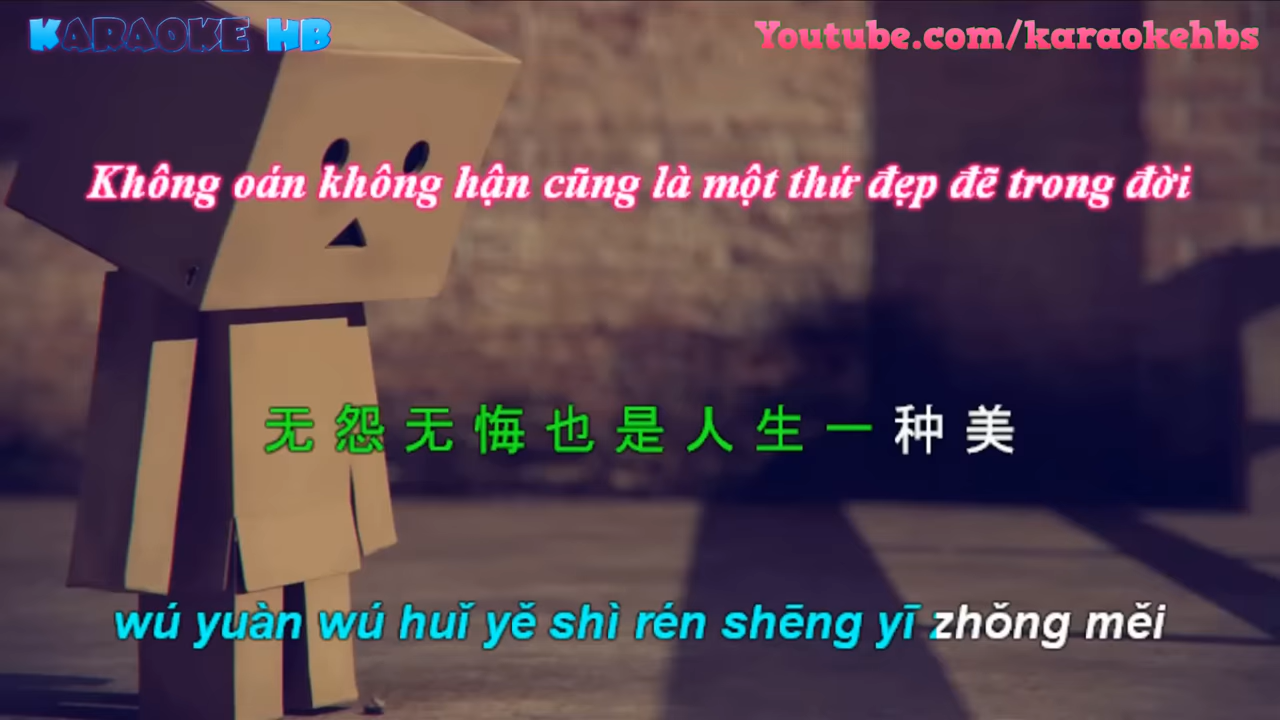 KARAOKE HB
Youtube.com/karaokehbs
Không oán không hận cũng là một thứ đẹp đẽ trong đời
无怨无悔也是人生一种美
wú yuàn wú huǐ yě shì rén shēng yī zhǒng měi